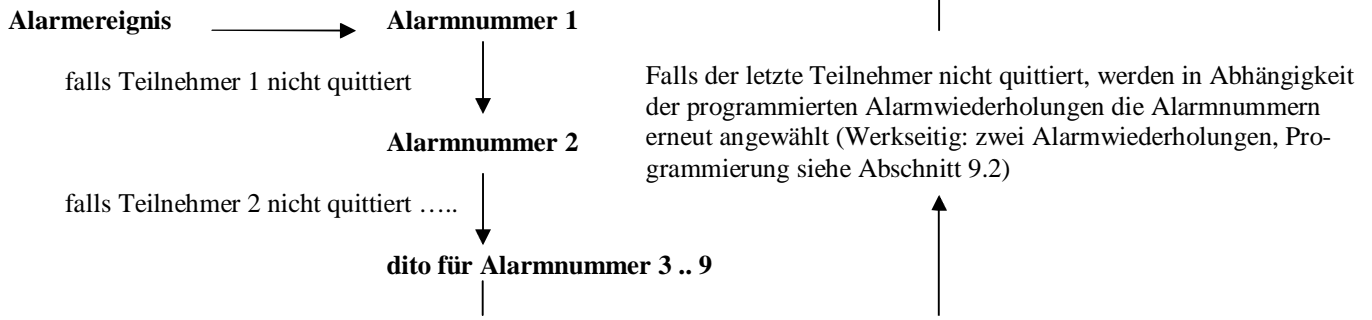 Alarmereignis
Alarmnummer 1
falls Teilnehmer 1 nicht quittiert
Alarmnummer 2
falls Teilnehmer 2 nicht quittiert …..
dito für Alarmnummer 3 .. 9
Falls der letzte Teilnehmer nicht quittiert, werden in Abhängigkeit
der programmierten Alarmwiederholungen die Alarmnummern
erneut angewählt (Werkseitig: zwei Alarmwiederholungen, Pro-
grammierung siehe Abschnitt 9.2)